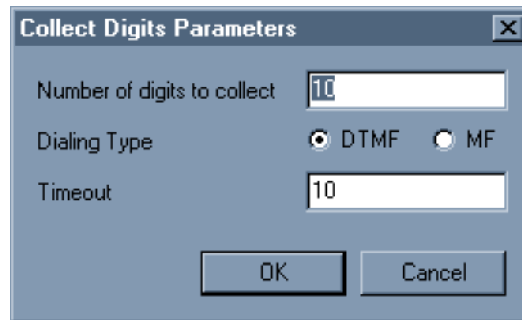 Collect Digits Parameters
Number of digits to collect 10
Dialing Type DTMF MF
Timeout 10
OK Cancel